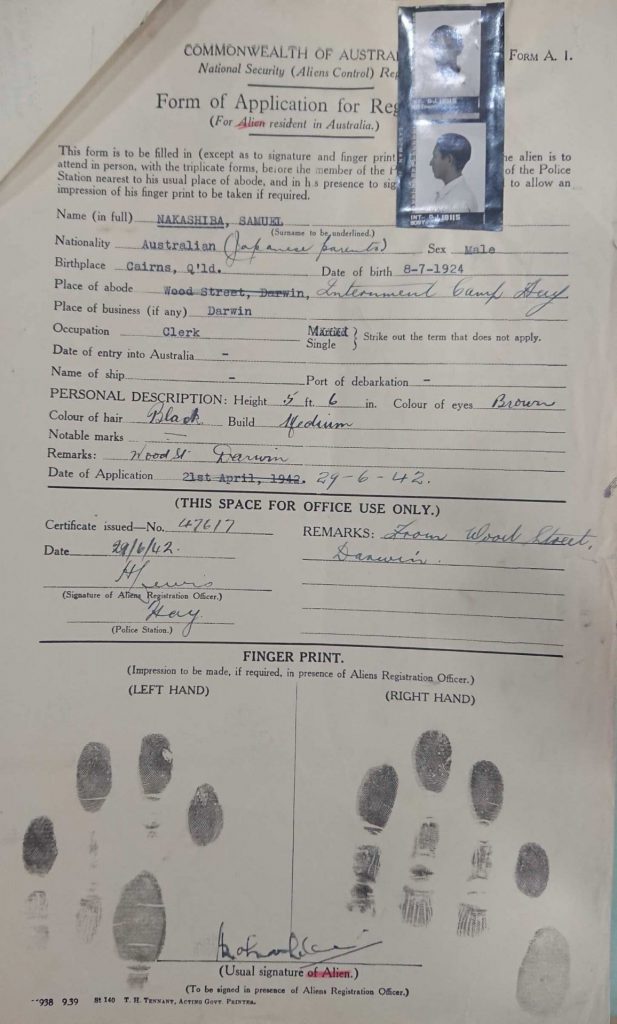 COMMONWEALTH OF AUSTRA
FORM A. 1.
National Security (Aliens Control) Reg
Form of Application for Reg
(For Alien resident in Australia.)
This form is to be filled in (except as to signature and finger print he alien is to
attend in person, with the triplicate forms, before the member of the P of the Police
Station nearest to his usual place of abode, and in h s presence to sig to allow an
impression of his finger print to be taken if required.
Name (in full) NAKASHIBA, SAMUEL
(Surname to be underlined.)
Nationality Australian (Japanese parents) Sex Male
Birthplace Cairns, Q'ld. Date of birth 8-7-1924
Place of abode Wood Street, Darwin, Internment Camp Hay
Place of business (if any) Darwin
Occupation Clerk Married
Single } Strike out the term that does not apply.
Date of entry into Australia -
Name of ship - Port of debarkation -
PERSONAL DESCRIPTION: Height 5 ft. 6 in. Colour of eyes Brown
Colour of hair Black Build Medium
Notable marks —
Remarks: Wood St Darwin
Date of Application 21st April, 1942. 29-6-42.
(THIS SPACE FOR OFFICE USE ONLY.)
Certificate issued—No. 47617 REMARKS: From Wood Street,
Date 29/6/42. Darwin.
H Lewis
(Signature of Aliens Registration Officer.)
Hay
(Police Station.)
FINGER PRINT.
(Impression to be made, if required, in presence of Aliens Registration Officer.)
(LEFT HAND) (RIGHT HAND)
(Usual signature of Alien.)
(To be signed in presence of Aliens Registration Officer.)
938 9.39 St 140 T. H. TENNANT, ACTING GOVT. PRINTER.